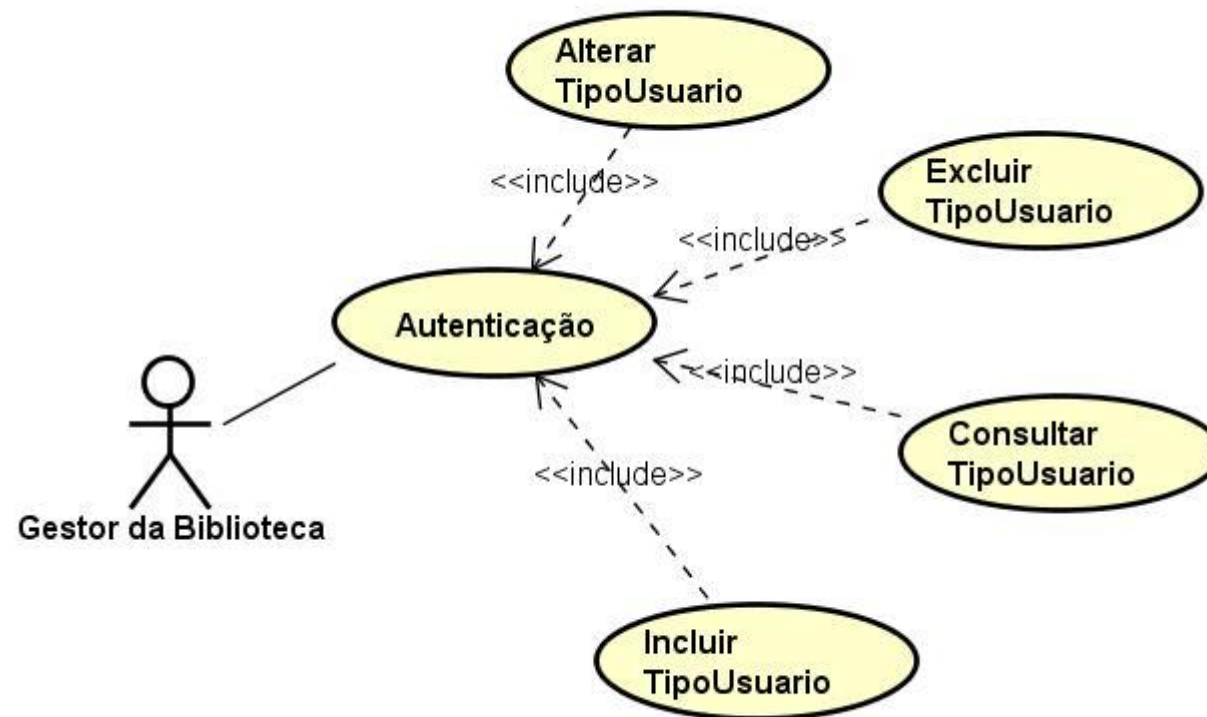 Alterar
TipoUsuario
<<include>>
Excluir
TipoUsuario
<<include>>
Autenticação
<<include>>
Consultar
TipoUsuario
<<include>>
Gestor da Biblioteca
Incluir
TipoUsuario